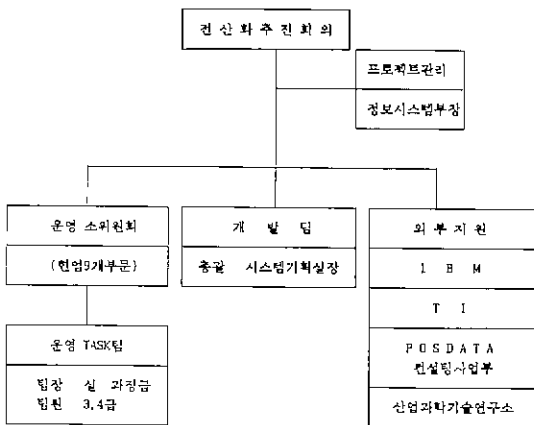 전 산 화 추 진 회 의
프로젝트관리
정보시스템부장
운영 소위원회
(현업9개부문)
운영 TASK팀
팀장 실 과장급
팀원 3,4급
개 발 팀
총괄 시스템기획실장
외 부 지 원
I B M
T I
P O S D A T A
컨설팅사업부
산업과학기술연구소